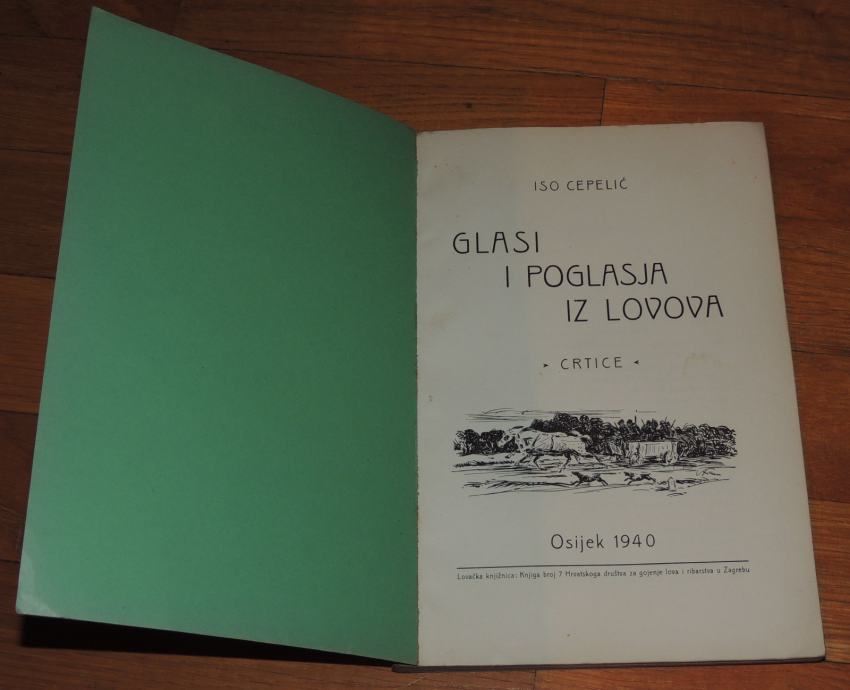 ISO CEPELIĆ
GLASI
I POGLASJA
IZ LOVOVA
CRTICE
Osijek 1940
Lovačka knjižnica: Knjiga broj 7 Hrvatskoga društva za gojenje lova i ribarstva u Zagrebu